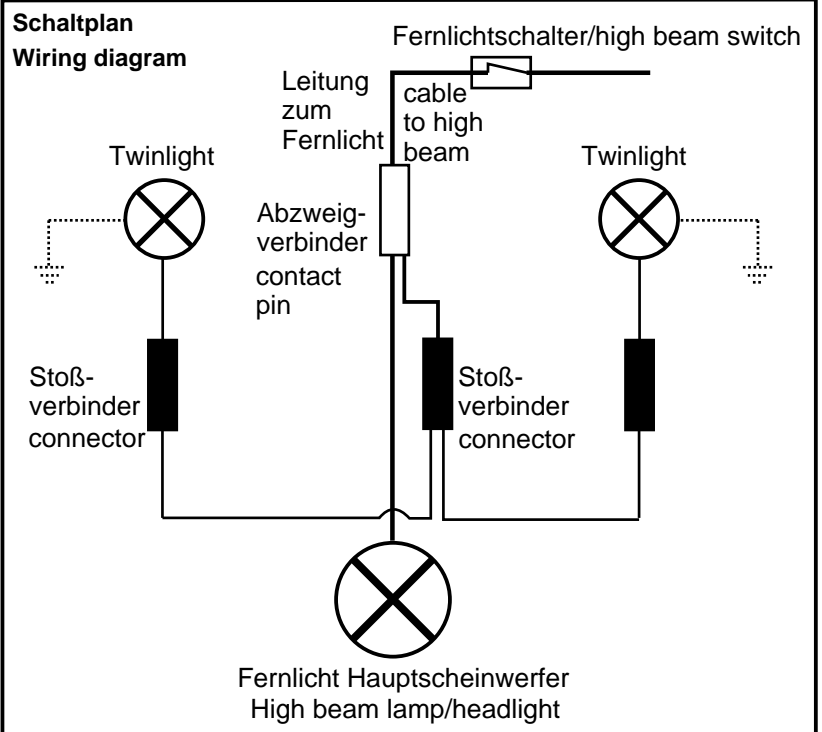 Schaltplan
Wiring diagram
Fernlichtschalter/high beam switch
Leitung
zum
Fernlicht
cable
to high
beam
Twinlight
Twinlight
Abzweig-
verbinder
contact
pin
Stoß-
verbinder
connector
Stoß-
verbinder
connector
Fernlicht Hauptscheinwerfer
High beam lamp/headlight